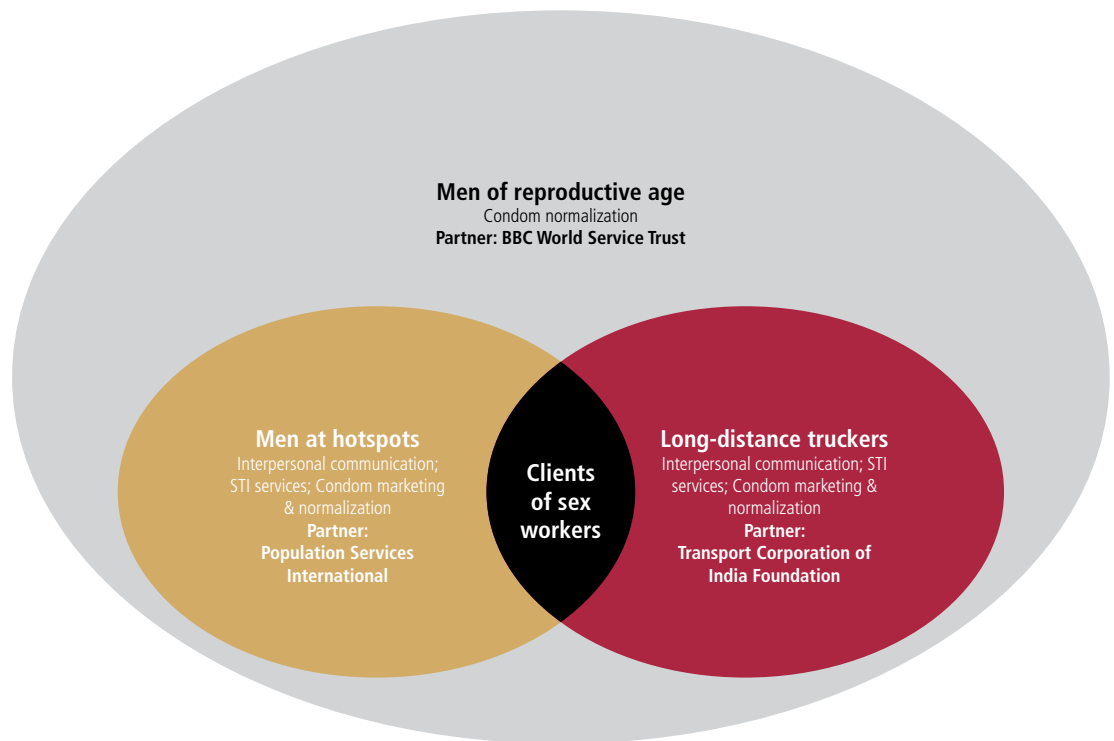 Men of reproductive age
Condom normalization
Partner: BBC World Service Trust
Men at hotspots
Interpersonal communication;
STI services; Condom marketing
& normalization
Partner:
Population Services
International
Clients
of sex
workers
Long-distance truckers
Interpersonal communication; STI
services; Condom marketing &
normalization
Partner:
Transport Corporation of
India Foundation